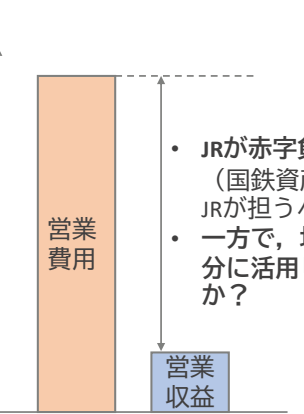 営業
費用
• JRが赤字
（国鉄資
JRが担う
• 一方で，
分に活用
か？
営業
収益